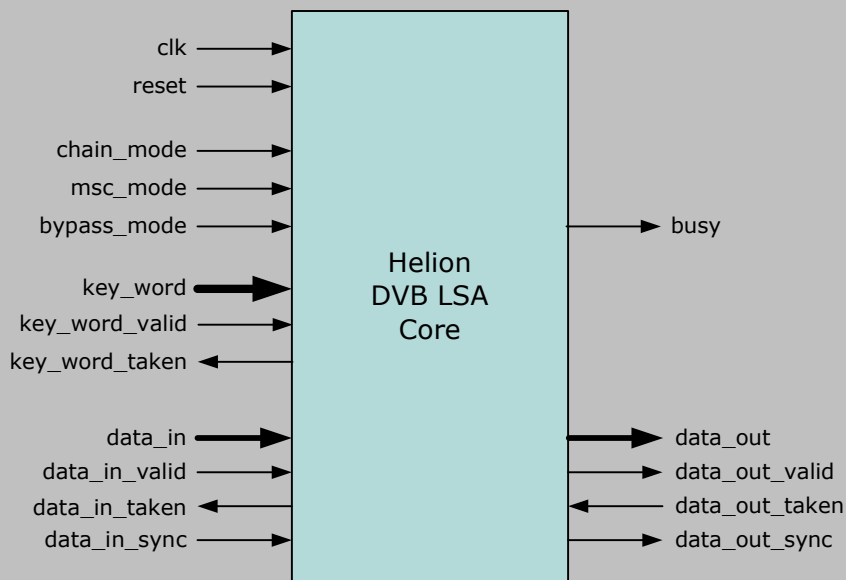 clk
reset
chain_mode
msc_mode
bypass_mode
key_word
key_word_valid
key_word_taken
data_in
data_in_valid
data_in_taken
data_in_sync
Helion
DVB LSA
Core
busy
data_out
data_out_valid
data_out_taken
data_out_sync